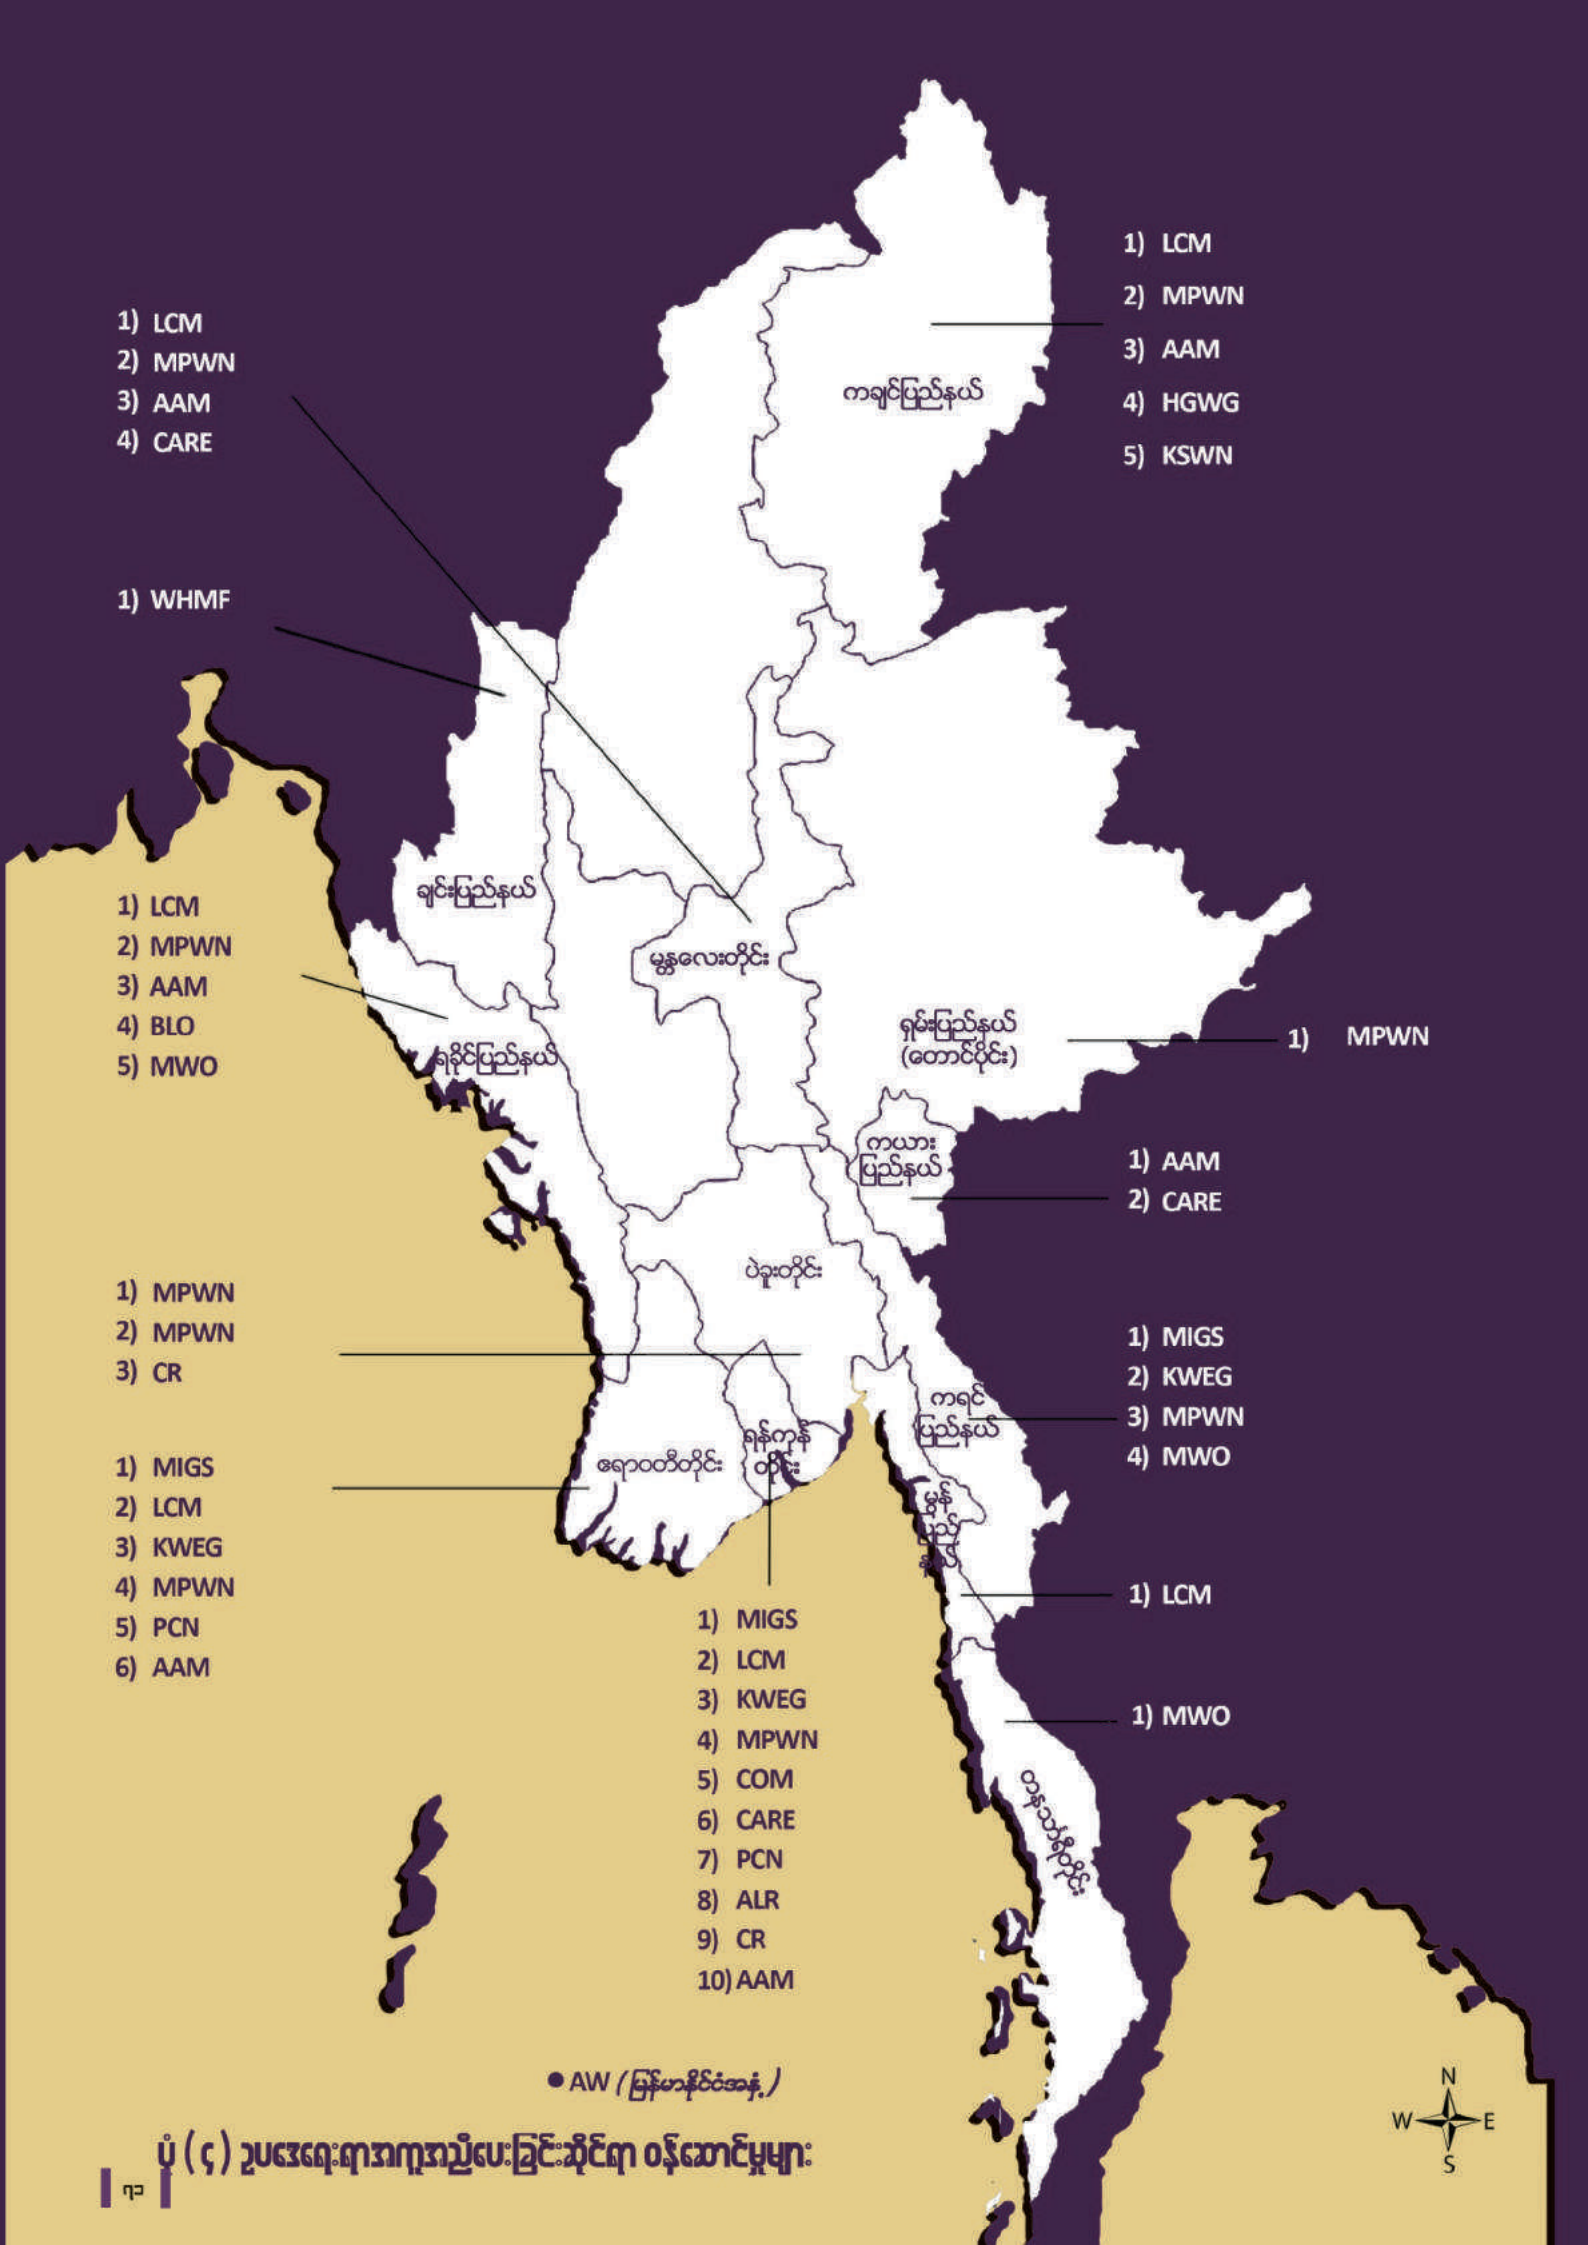 1) LCM
2) MPWN
3) AAM
4) HGWG
5) KSWN
1) LCM
2) MPWN
3) AAM
4) CARE
ကချင်ပြည်နယ်
1) WHMF
ချင်းပြည်နယ်
1) LCM
2) MPWN
3) AAM
4) BLO
5) MWO
မန္တလေးတိုင်း
ရှမ်းပြည်နယ်
(တောင်ပိုင်း)
1) MPWN
ရခိုင်ပြည်နယ်
ကယား
ပြည်နယ်
1) AAM
2) CARE
ပဲခူးတိုင်း
1) MPWN
2) MPWN
3) CR
1) MIGS
2) KWEG
3) MPWN
4) MWO
ကရင်
ပြည်နယ်
ရန်ကုန်
တိုင်း
ဧရာဝတီတိုင်း
1) MIGS
2) LCM
3) KWEG
4) MPWN
5) PCN
6) AAM
မွန်
ပြည်
နယ်
1) LCM
1) MIGS
2) LCM
3) KWEG
4) MPWN
5) COM
6) CARE
7) PCN
8) ALR
9) CR
10) AAM
1) MWO
တနင်္သာရီတိုင်း
● AW (မြန်မာနိုင်ငံအနှံ့)
ပုံ (၄) ဥပဒေရေးရာအကူအညီပေးခြင်းဆိုင်ရာ ဝန်ဆောင်မှုများ
၇၁
N
W E
S